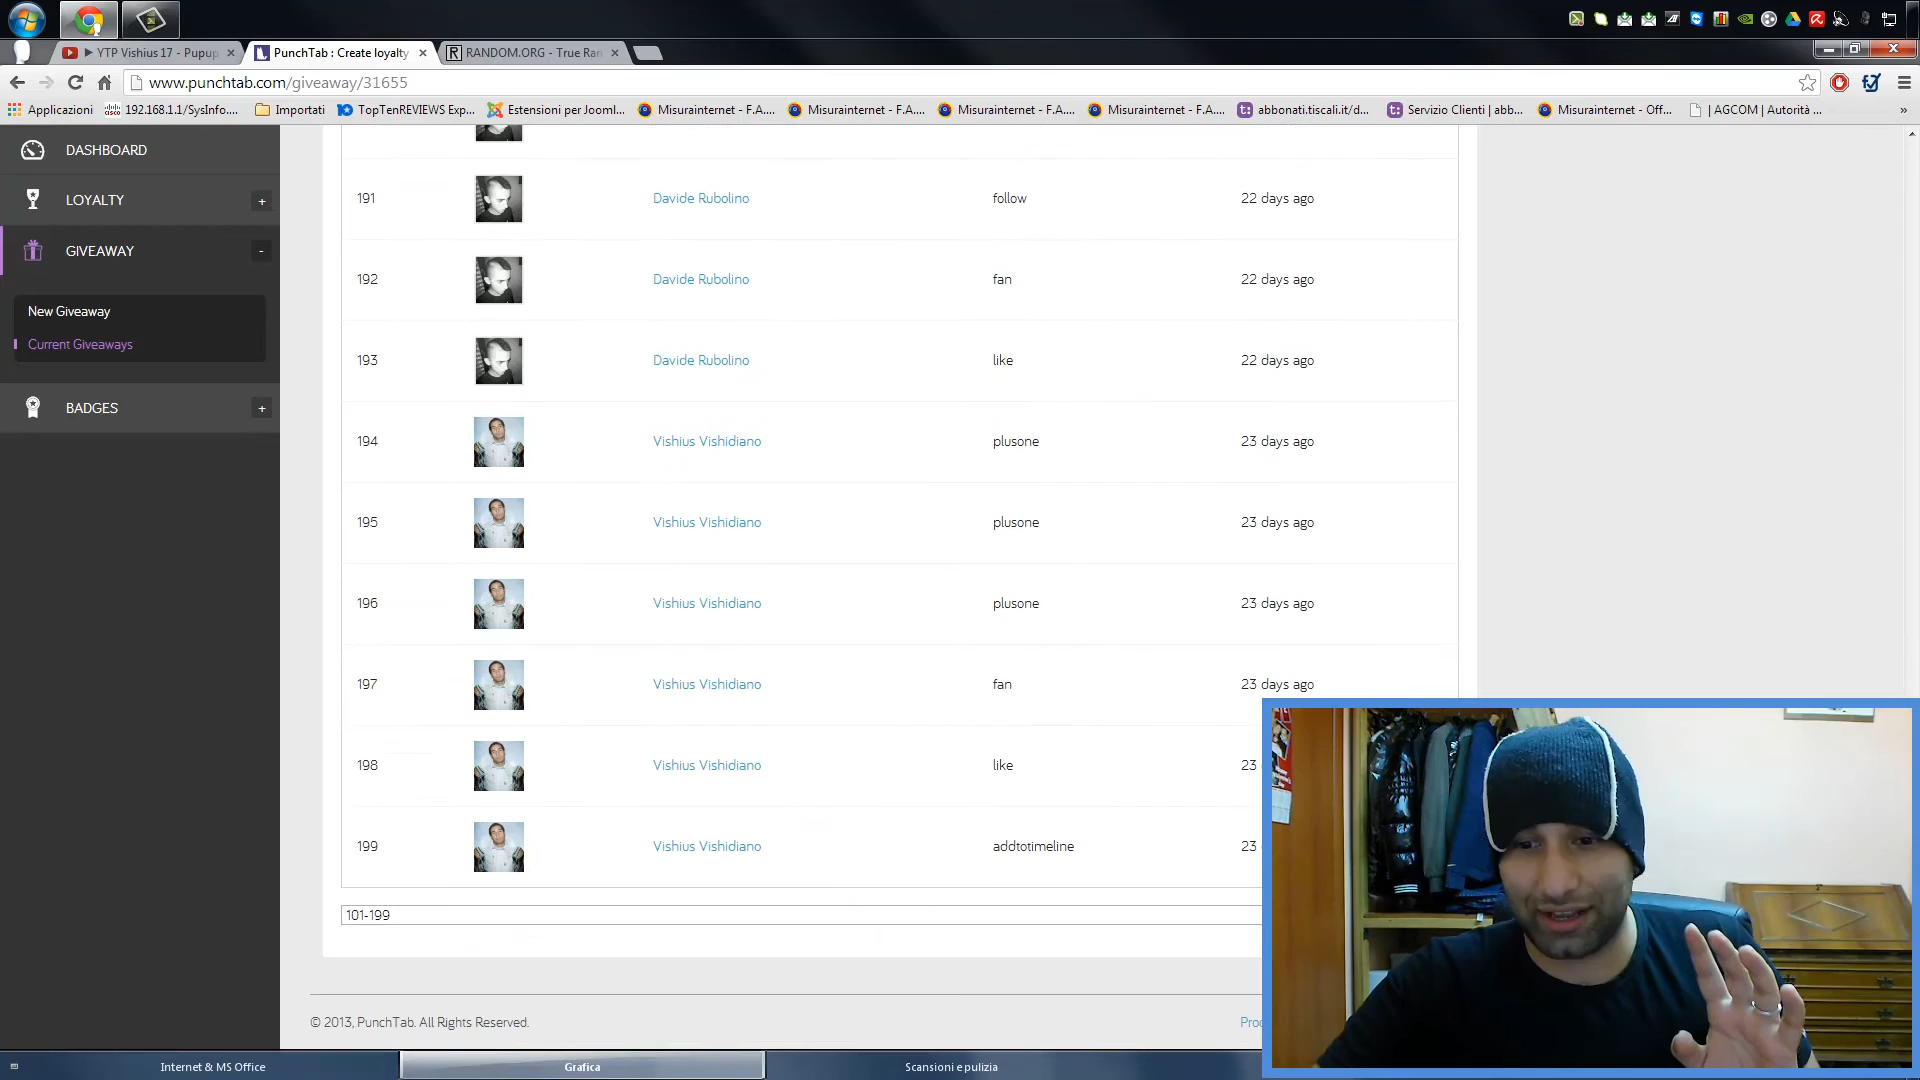 ▶ YTP Vishius 17 - Pupup
PunchTab : Create loyalty
RANDOM.ORG - True Ran
www.punchtab.com/giveaway/31655
Applicazioni
192.168.1.1/SysInfo....
Importati
TopTenREVIEWS Exp...
Estensioni per Jooml...
Misurainternet - F.A....
Misurainternet - F.A....
Misurainternet - F.A....
Misurainternet - F.A....
abbonati.tiscali.it/d...
Servizio Clienti | abb...
Misurainternet - Off...
| AGCOM | Autorità ...
DASHBOARD
LOYALTY +
GIVEAWAY -
New Giveaway
Current Giveaways
BADGES +
191 Davide Rubolino follow 22 days ago
192 Davide Rubolino fan 22 days ago
193 Davide Rubolino like 22 days ago
194 Vishius Vishidiano plusone 23 days ago
195 Vishius Vishidiano plusone 23 days ago
196 Vishius Vishidiano plusone 23 days ago
197 Vishius Vishidiano fan 23 days ago
198 Vishius Vishidiano like 23
199 Vishius Vishidiano addtotimeline 23
101-199
© 2013, PunchTab. All Rights Reserved.
Proc
Internet & MS Office
Grafica
Scansioni e pulizia